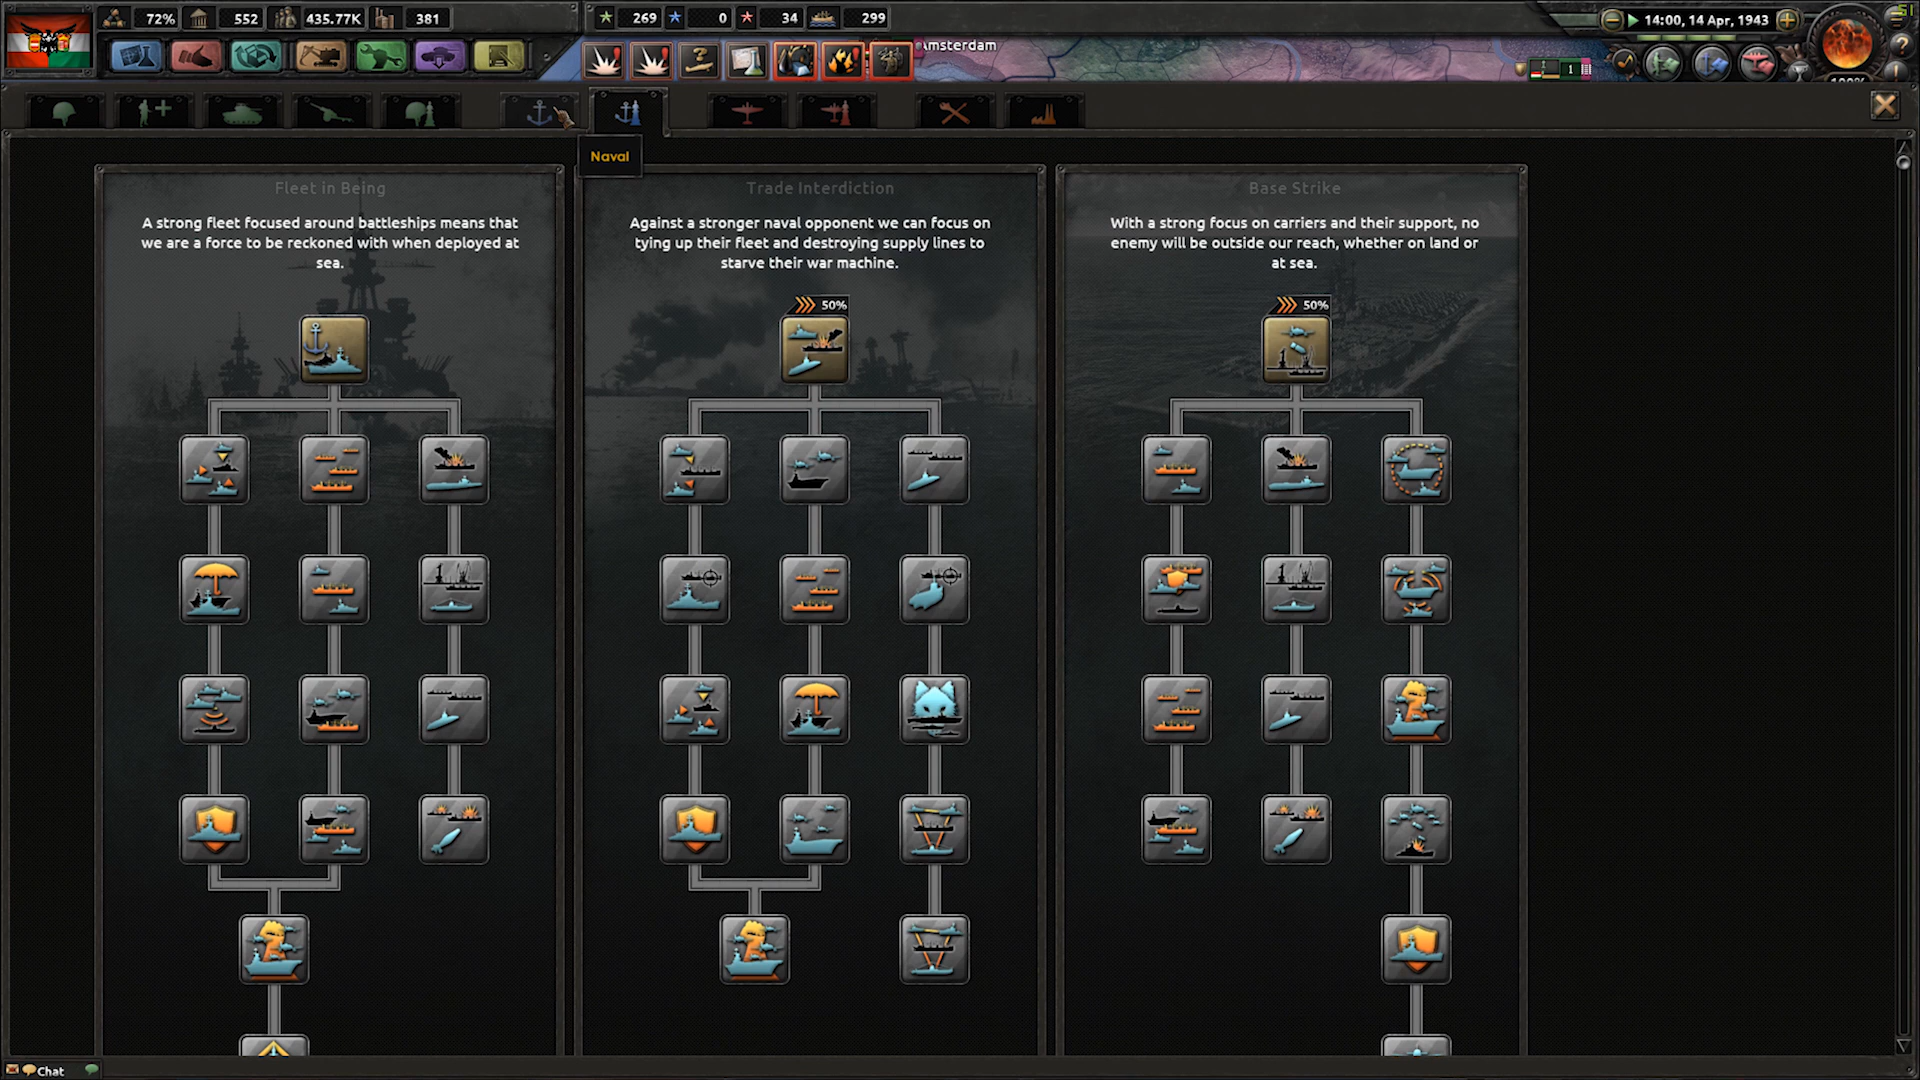 72%
552
435.77K
381
269
0
34
299
Amsterdam
1
14:00, 14 Apr, 1943
51
Naval
Fleet in Being
A strong fleet focused around battleships means that
we are a force to be reckoned with when deployed at
sea.
Trade Interdiction
Against a stronger naval opponent we can focus on
tying up their fleet and destroying supply lines to
starve their war machine.
50%
Base Strike
With a strong focus on carriers and their support, no
enemy will be outside our reach, whether on land or
at sea.
50%
Chat